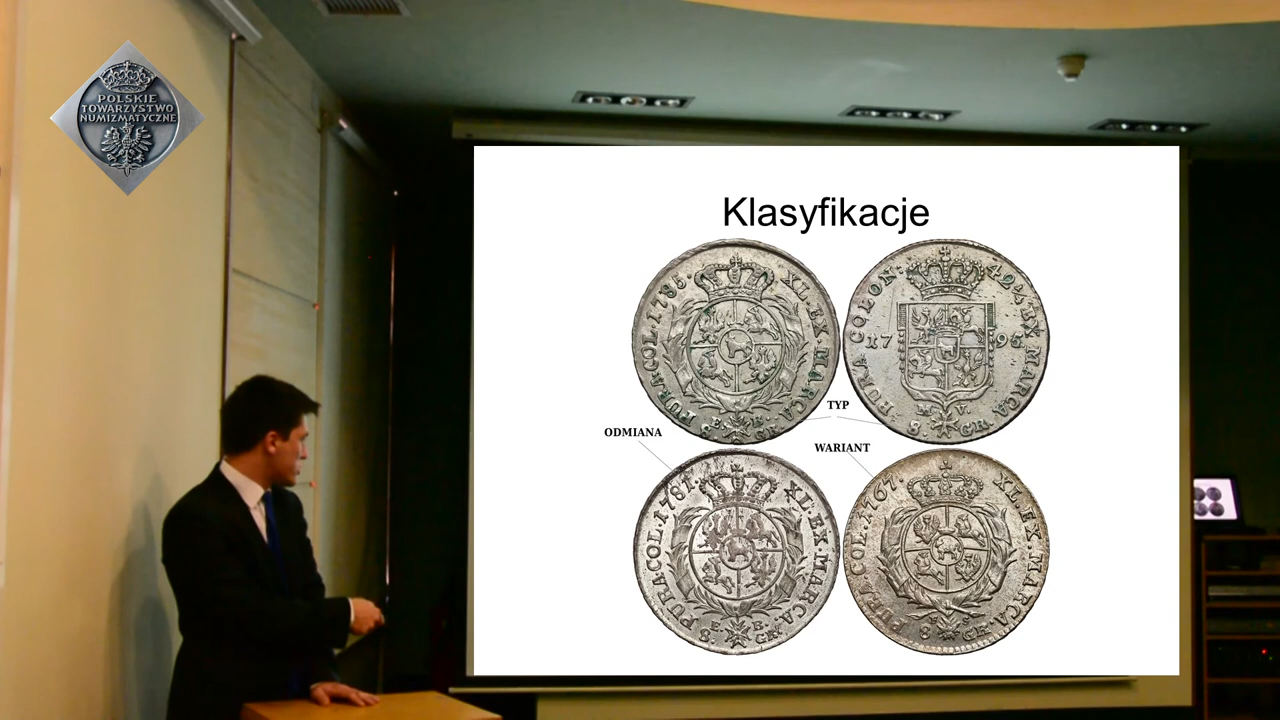 POLSKIE
TOWARZYSTWO
NUMIZMATYCZNE
Klasyfikacje
PURA.COL.1785. XL.EX.MARCA
E. B.
8. GR.
PURA COLON: 42¼ EX MARCA
17 95
M. V.
8. GR.
TYP
ODMIANA
WARIANT
PURA.COL.1781. XL.EX.MARCA.
E. B.
8. GR.
PURA.COL.1767. XL.EX.MARCA
F. S.
8 GR.